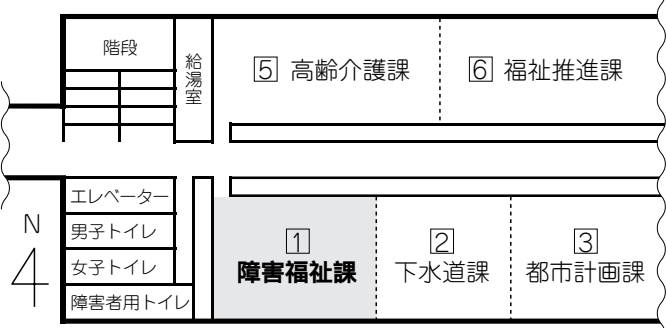 階段
給湯室
5 高齢介護課
6 福祉推進課
エレベーター
男子トイレ
女子トイレ
障害者用トイレ
N
1
障害福祉課
2
下水道課
3
都市計画課